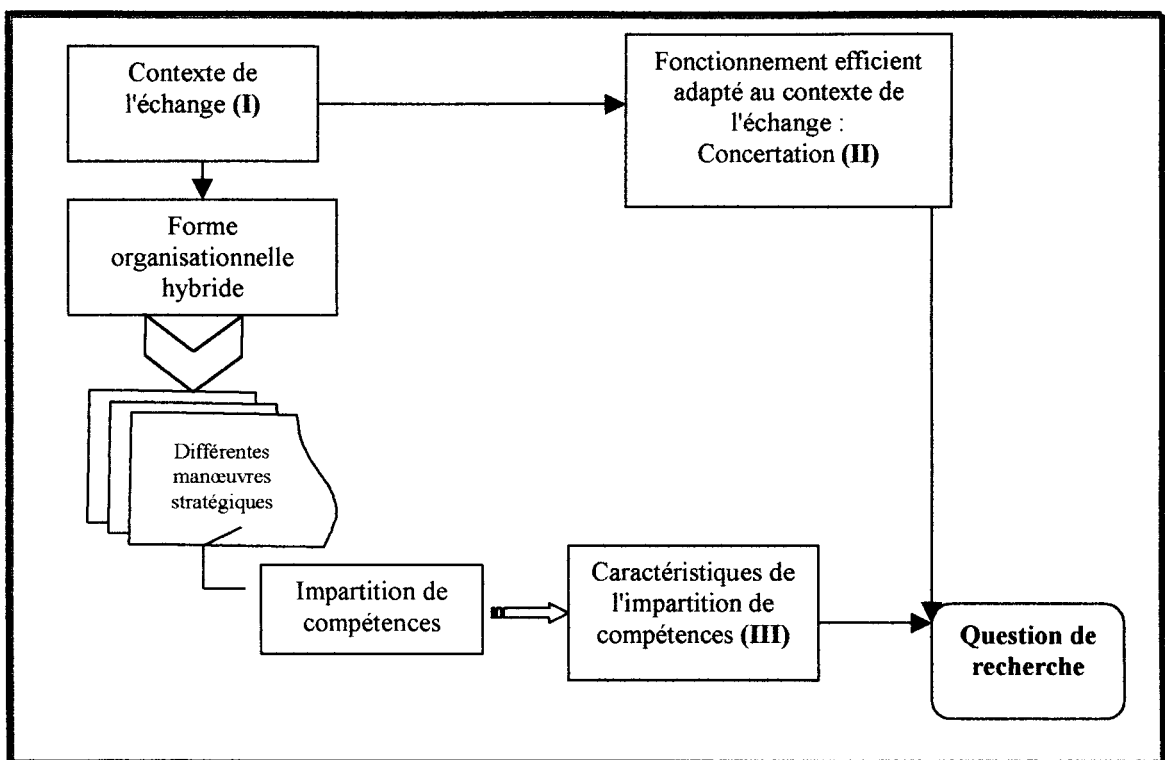 Contexte de
l'échange (I)
Fonctionnement efficient
adapté au contexte de
l'échange :
Concertation (II)
Forme
organisationnelle
hybride
Différentes
manœuvres
stratégiques
Impartition de
compétences
Caractéristiques de
l'impartition de
compétences (III)
Question de
recherche